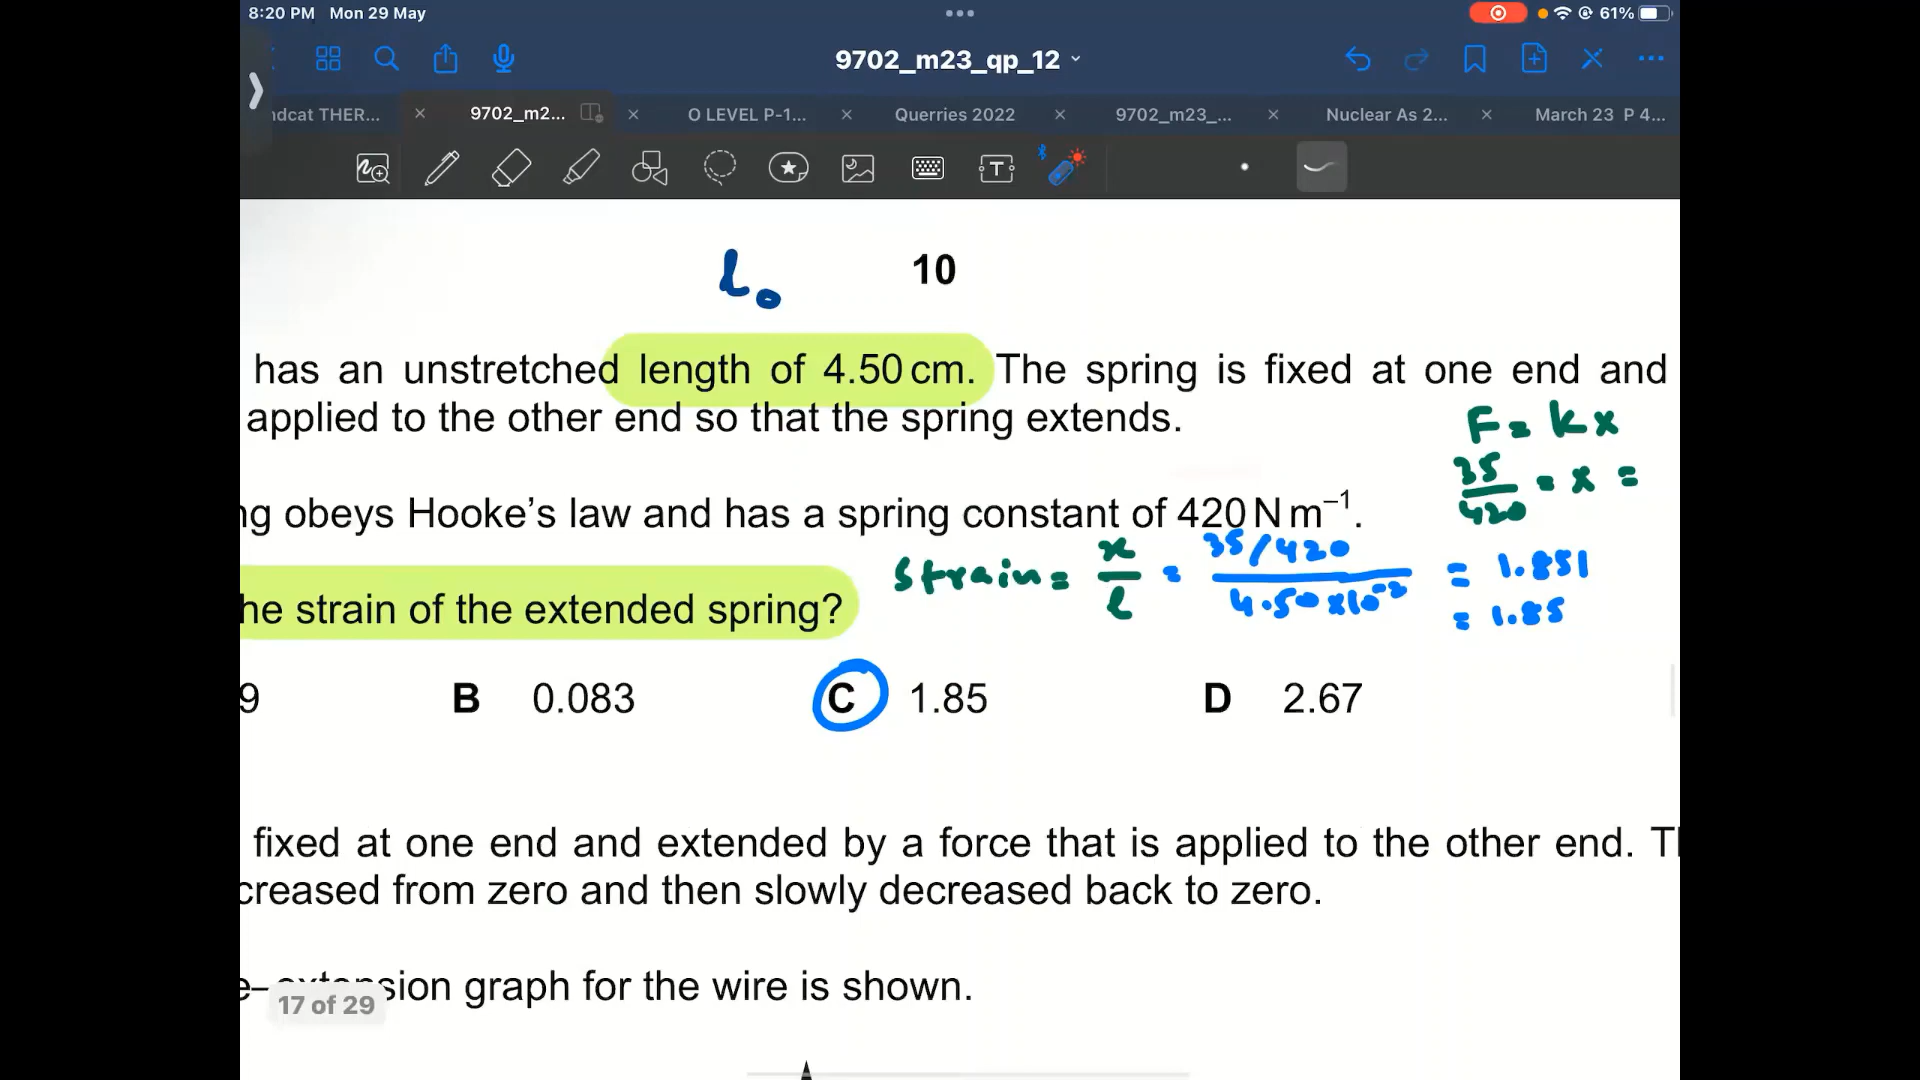 8:20 PM Mon 29 May
61%
9702_m23_qp_12
ndcat THER...
9702_m2...
O LEVEL P-1...
Querries 2022
9702_m23_...
Nuclear As 2...
March 23 P 4...
l₀
10
has an unstretched length of 4.50 cm. The spring is fixed at one end and
applied to the other end so that the spring extends.
F = kx
35/420 = x =
ng obeys Hooke's law and has a spring constant of 420 N m⁻¹.
he strain of the extended spring?
Strain = x/l = 35/420 / 4.50 x10⁻² = 1.851
= 1.85
9 B 0.083 C 1.85 D 2.67
fixed at one end and extended by a force that is applied to the other end. Th
creased from zero and then slowly decreased back to zero.
e–extension graph for the wire is shown.
17 of 29